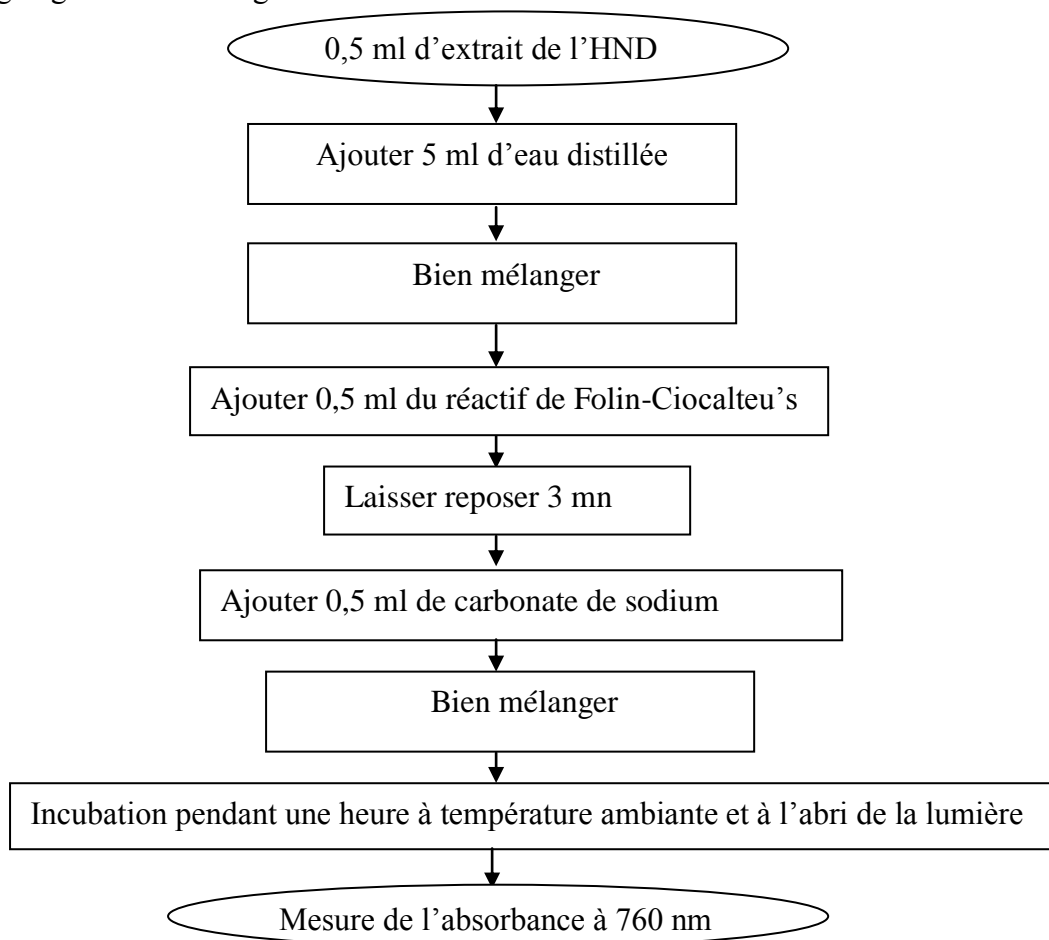 0,5 ml d’extrait de l’HND
Ajouter 5 ml d’eau distillée
Bien mélanger
Ajouter 0,5 ml du réactif de Folin-Ciocalteu’s
Laisser reposer 3 mn
Ajouter 0,5 ml de carbonate de sodium
Bien mélanger
Incubation pendant une heure à température ambiante et à l’abri de la lumière
Mesure de l’absorbance à 760 nm